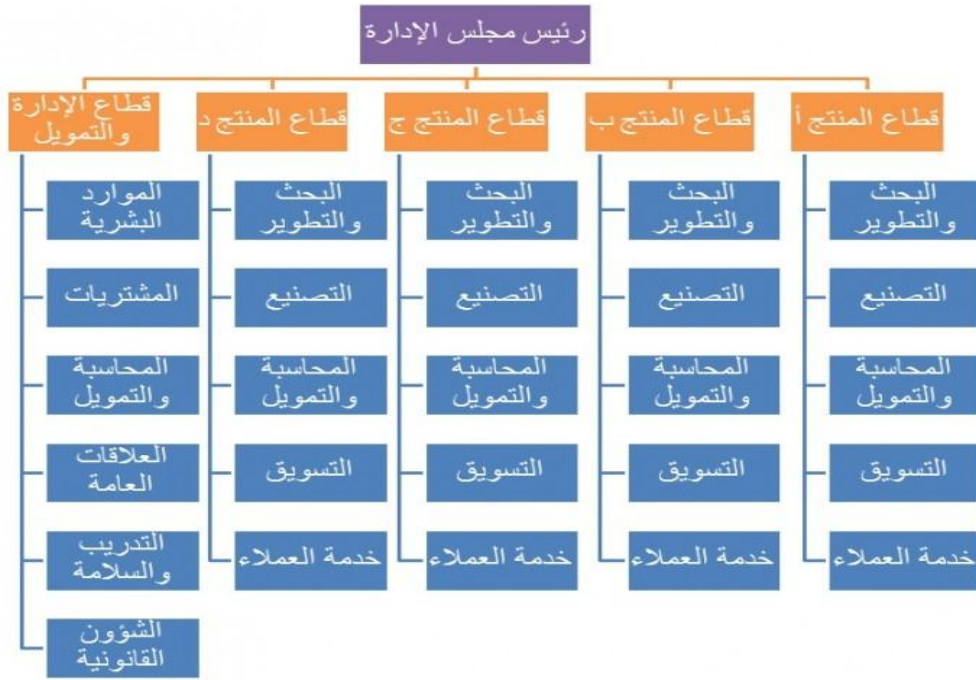 رئيس مجلس الإدارة
قطاع المنتج أ
البحث
والتطوير
التصنيع
المحاسبة
والتمويل
التسويق
خدمة العملاء
قطاع المنتج ب
البحث
والتطوير
التصنيع
المحاسبة
والتمويل
التسويق
خدمة العملاء
قطاع المنتج ج
البحث
والتطوير
التصنيع
المحاسبة
والتمويل
التسويق
خدمة العملاء
قطاع المنتج د
البحث
والتطوير
التصنيع
المحاسبة
والتمويل
التسويق
خدمة العملاء
قطاع الإدارة
والتمويل
الموارد
البشرية
المشتريات
المحاسبة
والتمويل
العلاقات
العامة
التدريب
والسلامة
الشؤون
القانونية